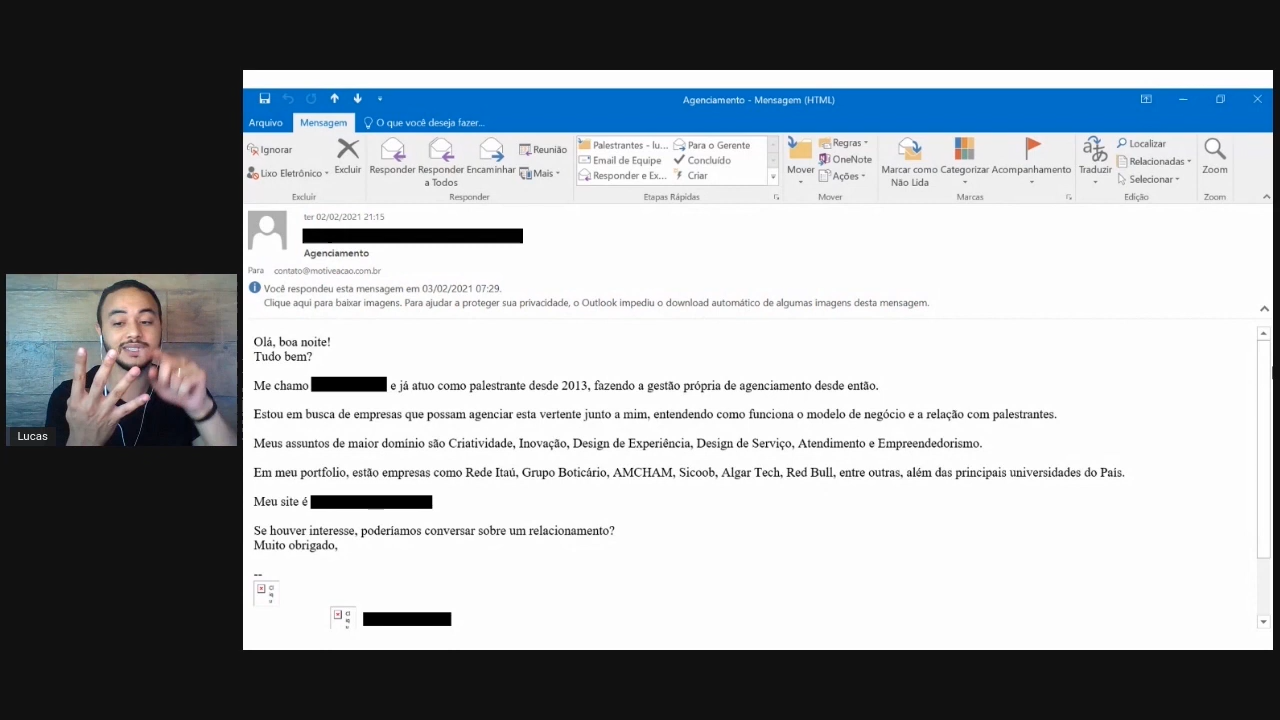 Agenciamento - Mensagem (HTML)
Arquivo
Mensagem
O que você deseja fazer...
Ignorar
Lixo Eletrônico
Excluir
Excluir
Responder
Responder a Todos
Encaminhar
Reunião
Mais
Responder
Palestrantes - lu...
Email de Equipe
Responder e Ex...
Para o Gerente
Concluído
Criar
Etapas Rápidas
Mover
Regras
OneNote
Ações
Mover
Marcar como Não Lida
Categorizar
Acompanhamento
Marcas
Traduzir
Localizar
Relacionadas
Selecionar
Edição
Zoom
Zoom
ter 02/02/2021 21:15
Agenciamento
Para contato@motiveacao.com.br
Você respondeu esta mensagem em 03/02/2021 07:29.
Clique aqui para baixar imagens. Para ajudar a proteger sua privacidade, o Outlook impediu o download automático de algumas imagens desta mensagem.
Olá, boa noite!
Tudo bem?
Me chamo e já atuo como palestrante desde 2013, fazendo a gestão própria de agenciamento desde então.
Estou em busca de empresas que possam agenciar esta vertente junto a mim, entendendo como funciona o modelo de negócio e a relação com palestrantes.
Meus assuntos de maior domínio são Criatividade, Inovação, Design de Experiência, Design de Serviço, Atendimento e Empreendedorismo.
Em meu portfolio, estão empresas como Rede Itaú, Grupo Boticário, AMCHAM, Sicoob, Algar Tech, Red Bull, entre outras, além das principais universidades do País.
Meu site é
Se houver interesse, poderíamos conversar sobre um relacionamento?
Muito obrigado,
--
Lucas